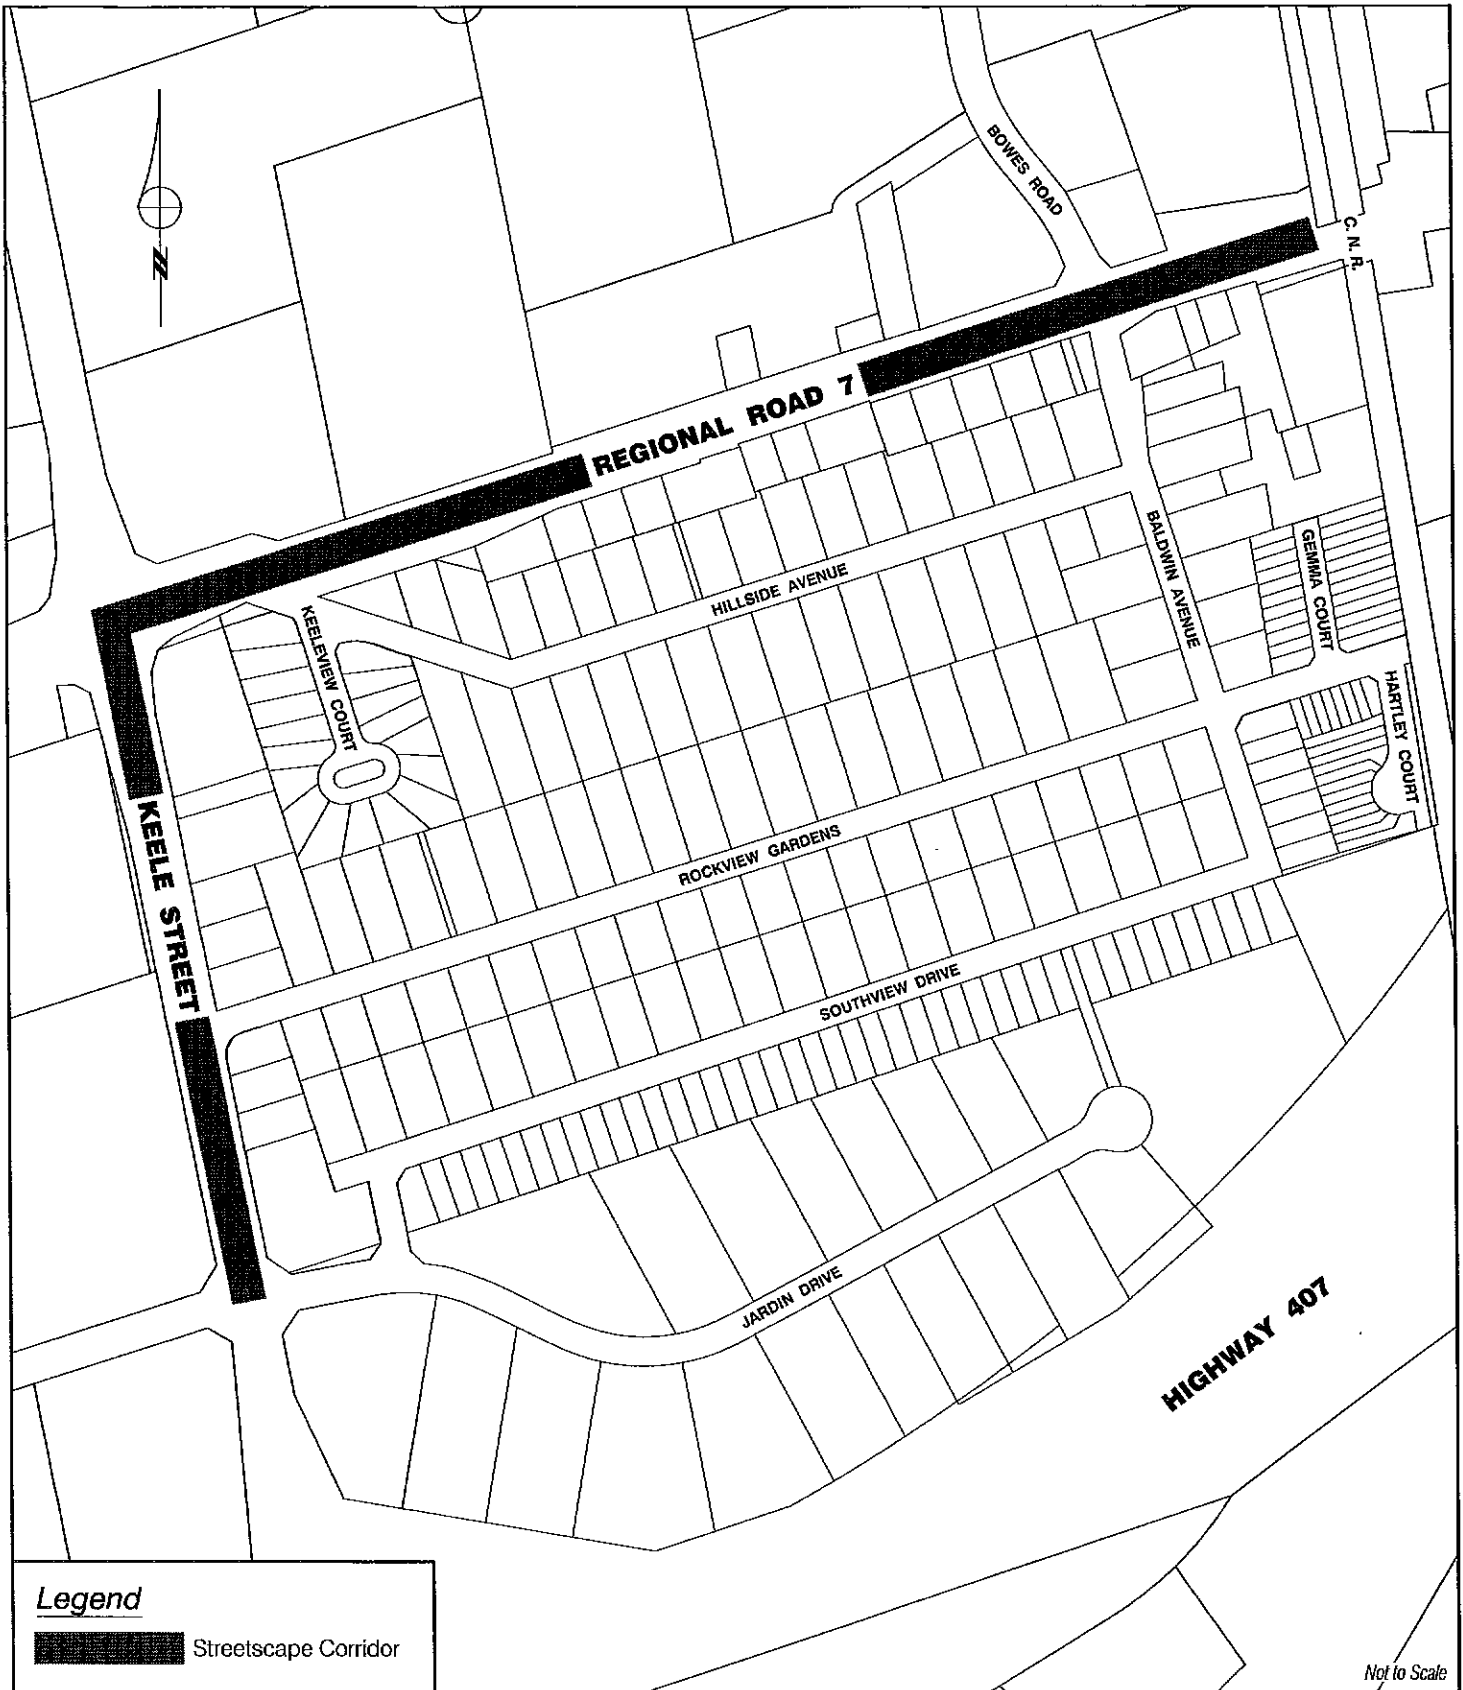 BOWES ROAD
C. N. R.
N
REGIONAL ROAD 7
HILLSIDE AVENUE
BALDWIN AVENUE
GEMMA COURT
KEELEVIEW COURT
HARTLEY COURT
KEELE STREET
ROCKVIEW GARDENS
SOUTHVIEW DRIVE
JARDIN DRIVE
HIGHWAY 407
Legend
Streetscape Corridor
Not to Scale